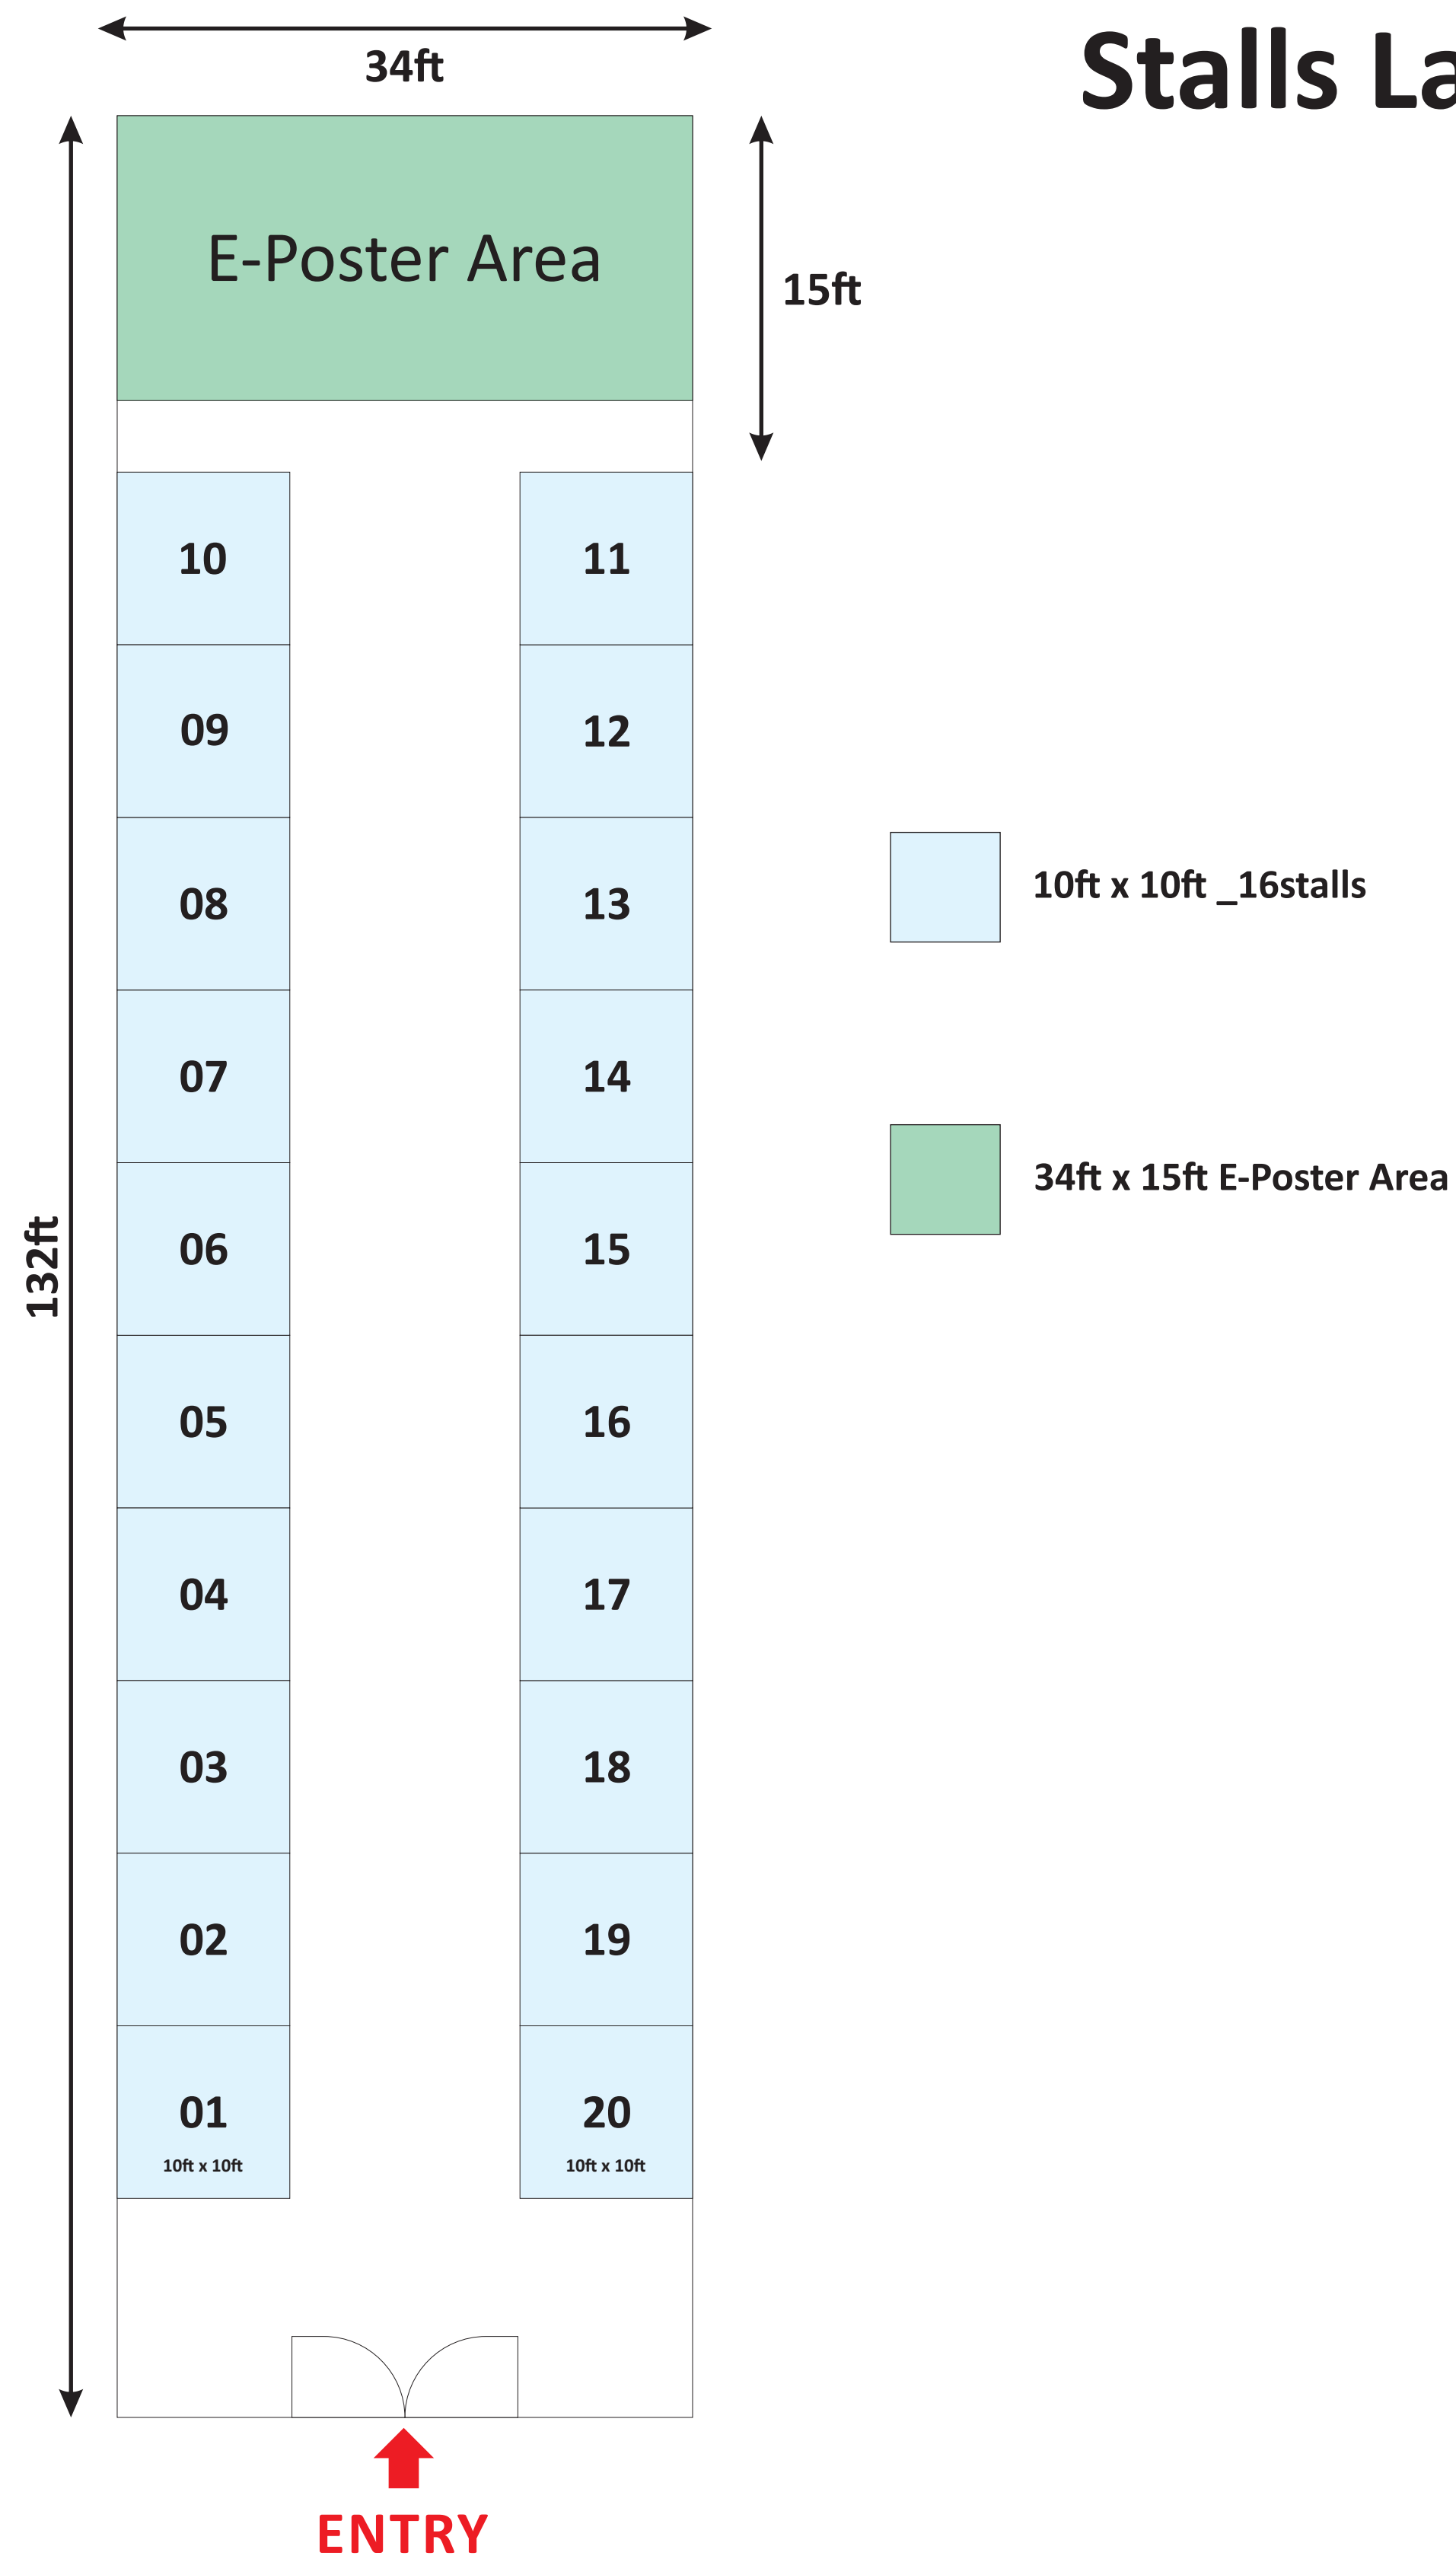 Stalls La
34ft
E-Poster Area
15ft
10
11
09
12
08
13
10ft x 10ft _16stalls
07
14
34ft x 15ft E-Poster Area
132ft
06
15
05
16
04
17
03
18
02
19
01
20
10ft x 10ft
10ft x 10ft
ENTRY